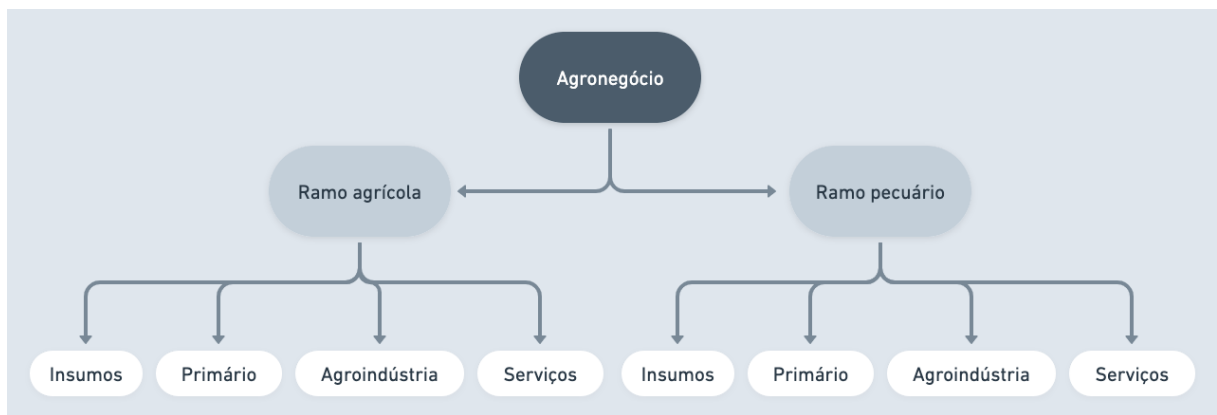 Agronegócio
Ramo agrícola
Ramo pecuário
Insumos
Primário
Agroindústria
Serviços
Insumos
Primário
Agroindústria
Serviços